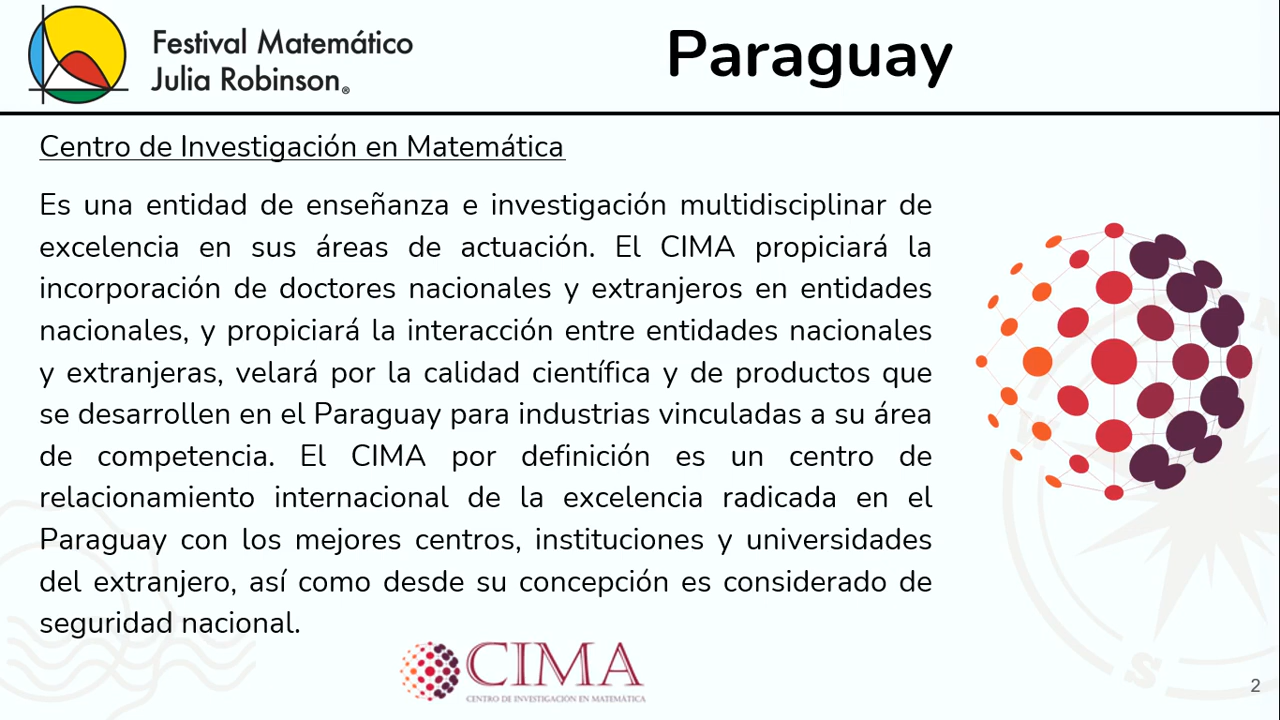 Festival Matemático
Julia Robinson®
Paraguay
Centro de Investigación en Matemática
Es una entidad de enseñanza e investigación multidisciplinar de
excelencia en sus áreas de actuación. El CIMA propiciará la
incorporación de doctores nacionales y extranjeros en entidades
nacionales, y propiciará la interacción entre entidades nacionales
y extranjeras, velará por la calidad científica y de productos que
se desarrollen en el Paraguay para industrias vinculadas a su área
de competencia. El CIMA por definición es un centro de
relacionamiento internacional de la excelencia radicada en el
Paraguay con los mejores centros, instituciones y universidades
del extranjero, así como desde su concepción es considerado de
seguridad nacional.
CIMA
CENTRO DE INVESTIGACIÓN EN MATEMÁTICA
N
S
2